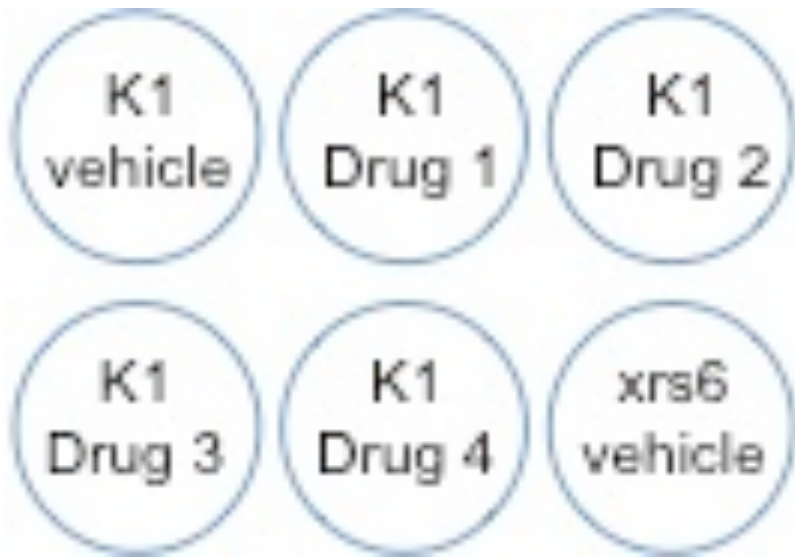 K1
vehicle
K1
Drug 1
K1
Drug 2
K1
Drug 3
K1
Drug 4
xrs6
vehicle